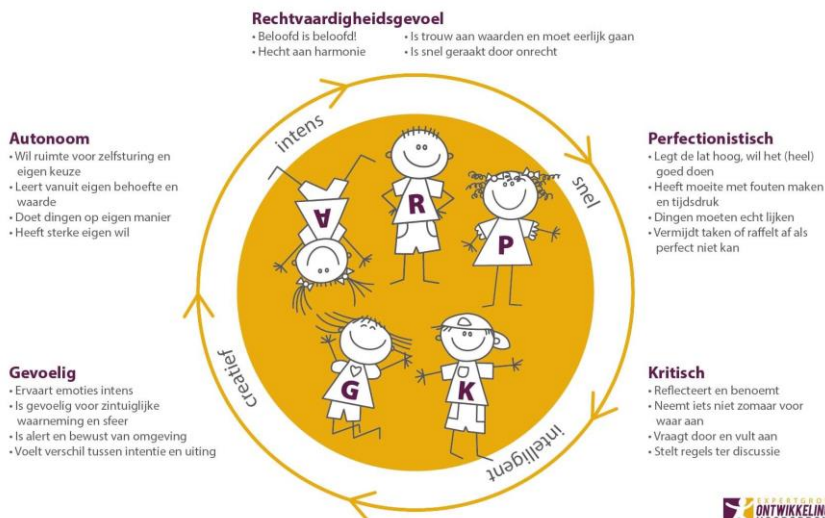 Rechtvaardigheidsgevoel
• Beloofd is beloofd!
• Hecht aan harmonie
• Is trouw aan waarden en moet eerlijk gaan
• Is snel geraakt door onrecht
Autonoom
• Wil ruimte voor zelfsturing en
eigen keuze
• Leert vanuit eigen behoefte en
waarde
• Doet dingen op eigen manier
• Heeft sterke eigen wil
intens
A
R
P
snel
Perfectionistisch
• Legt de lat hoog, wil het (heel)
goed doen
• Heeft moeite met fouten maken
en tijdsdruk
• Dingen moeten echt lijken
• Vermijdt taken of raffelt af als
perfect niet kan
Gevoelig
• Ervaart emoties intens
• Is gevoelig voor zintuiglijke
waarneming en sfeer
• Is alert en bewust van omgeving
• Voelt verschil tussen intentie en uiting
creatief
G
K
intelligent
Kritisch
• Reflecteert en benoemt
• Neemt iets niet zomaar voor
waar aan
• Vraagt door en vult aan
• Stelt regels ter discussie